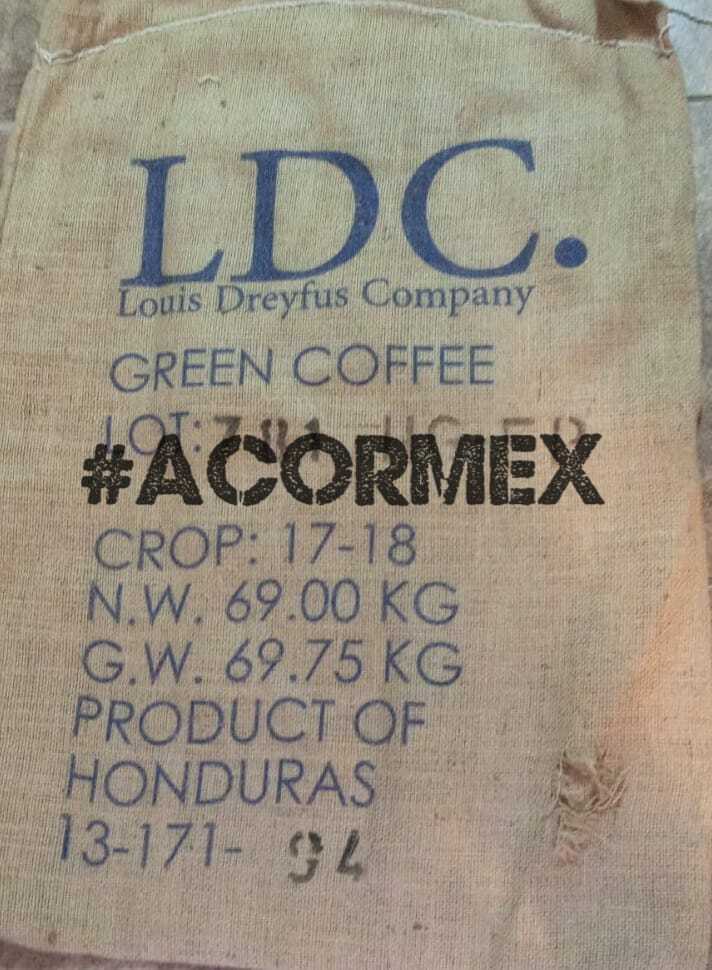 LDC.
Louis Dreyfus Company
GREEN COFFEE
LOT:
#ACORMEX
CROP: 17-18
N.W. 69.00 KG
G.W. 69.75 KG
PRODUCT OF
HONDURAS
13-171- 94